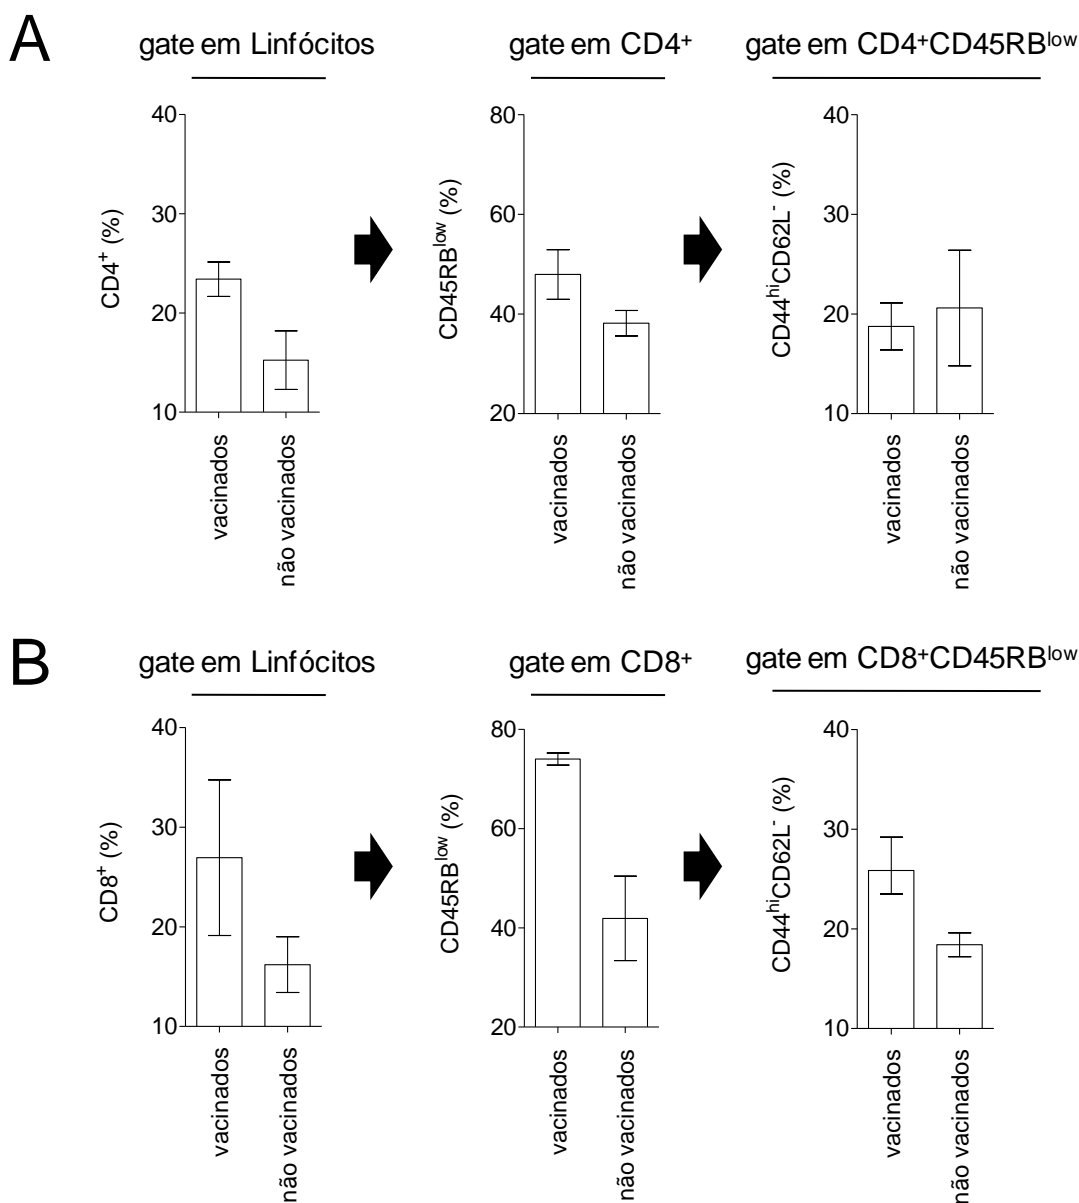 A
gate em Linfócitos
gate em CD4+
gate em CD4+CD45RBlow
CD4+ (%)
40
30
20
10
vacinados
não vacinados
CD45RBlow (%)
80
60
40
20
vacinados
não vacinados
CD44hiCD62L- (%)
40
30
20
10
vacinados
não vacinados
B
gate em Linfócitos
gate em CD8+
gate em CD8+CD45RBlow
CD8+ (%)
40
30
20
10
vacinados
não vacinados
CD45RBlow (%)
80
60
40
20
vacinados
não vacinados
CD44hiCD62L- (%)
40
30
20
10
vacinados
não vacinados